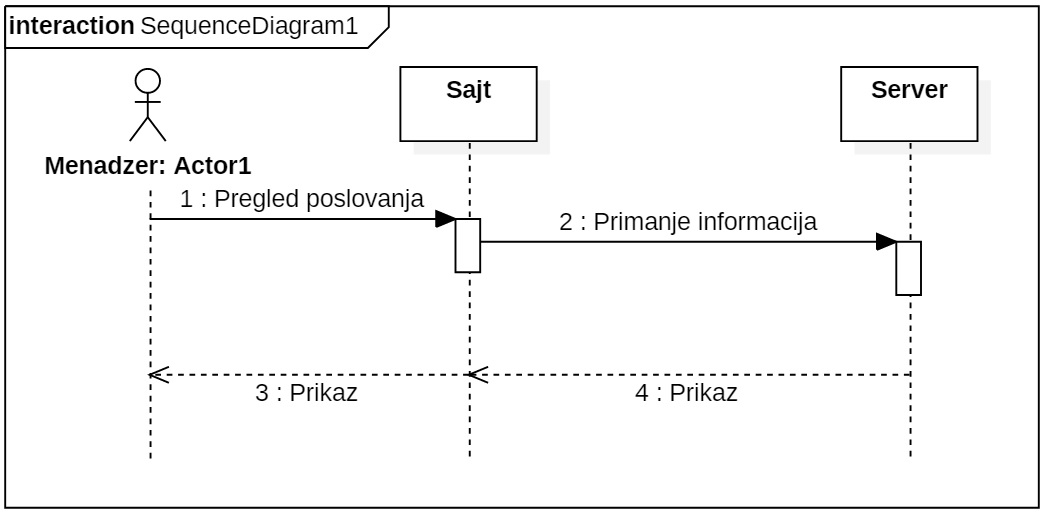 interaction SequenceDiagram1
Sajt
Server
Menadzer: Actor1
1 : Pregled poslovanja
2 : Primanje informacija
3 : Prikaz
4 : Prikaz